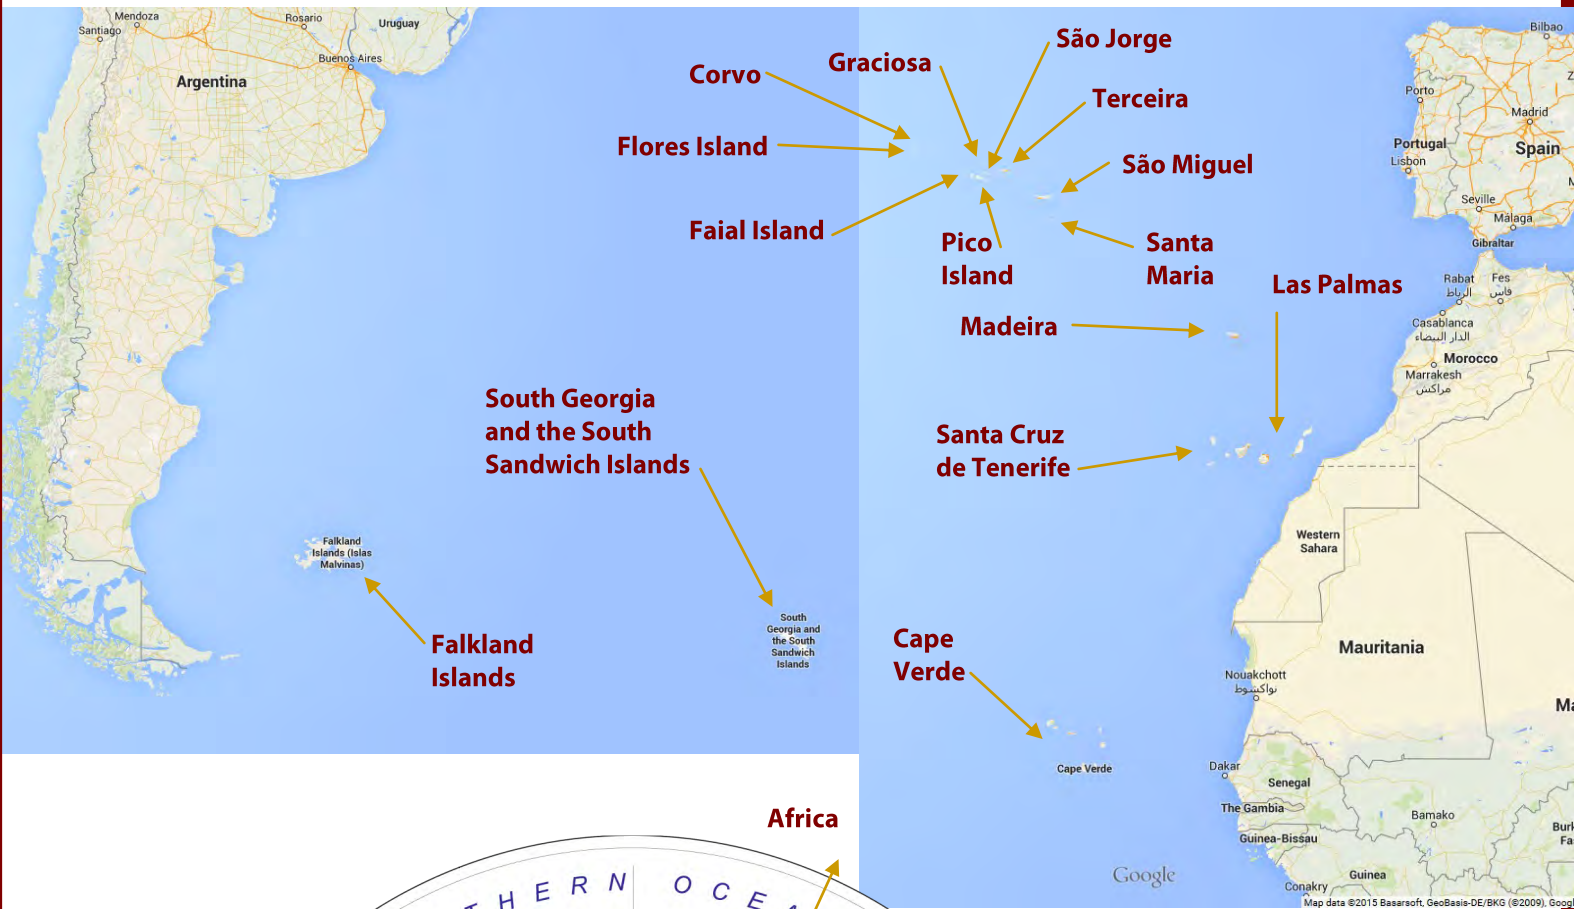 Mendoza
Santiago
Rosario
Uruguay
Buenos Aires
Argentina
Corvo
Graciosa
São Jorge
Terceira
Flores Island
São Miguel
Faial Island
Pico
Island
Santa
Maria
Las Palmas
Madeira
Santa Cruz
de Tenerife
South Georgia
and the South
Sandwich Islands
Falkland
Islands (Islas
Malvinas)
Falkland
Islands
South
Georgia and
the South
Sandwich
Islands
Cape
Verde
Cape Verde
Bilbao
Porto
Madrid
Portugal
Spain
Lisbon
Seville
Málaga
Gibraltar
Rabat
الرباط
Fes
فاس
Casablanca
الدار البيضاء
Morocco
Marrakesh
مراكش
Western
Sahara
Mauritania
Nouakchott
نواكشوط
Ma
Dakar
Senegal
The Gambia
Bamako
Guinea-Bissau
Burk
Fa
Guinea
Conakry
Google
Map data ©2015 Basarsoft, GeoBasis-DE/BKG (©2009), Googl
Africa
THERN OCEA